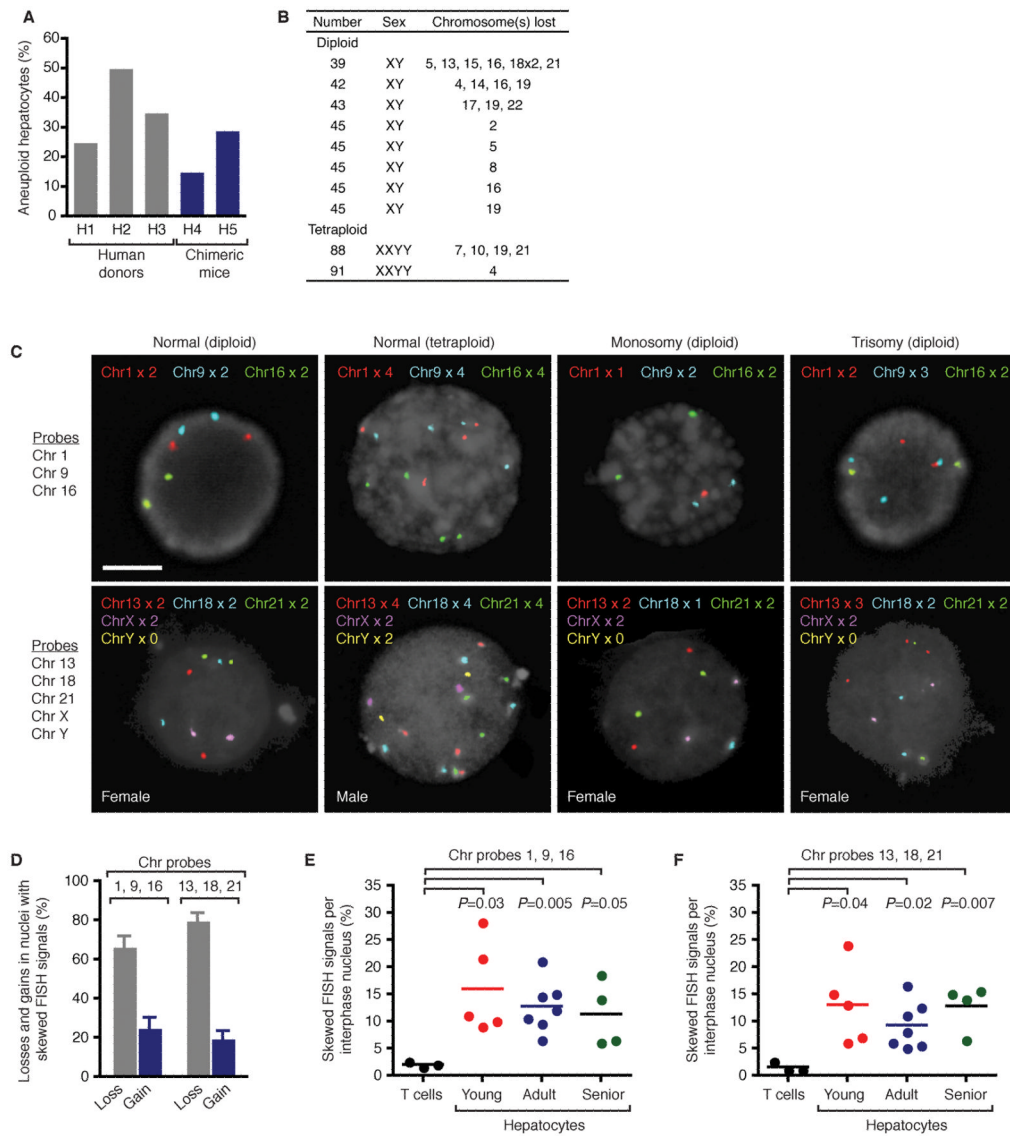 A
Aneuploid hepatocytes (%)
60
50
40
30
20
10
0
H1 H2 H3 H4 H5
Human donors
Chimeric mice
B
Number Sex Chromosome(s) lost
Diploid
39 XY 5, 13, 15, 16, 18x2, 21
42 XY 4, 14, 16, 19
43 XY 17, 19, 22
45 XY 2
45 XY 5
45 XY 8
45 XY 16
45 XY 19
Tetraploid
88 XXYY 7, 10, 19, 21
91 XXYY 4
C
Normal (diploid) Normal (tetraploid) Monosomy (diploid) Trisomy (diploid)
Probes
Chr 1
Chr 9
Chr 16
Chr1 x 2 Chr9 x 2 Chr16 x 2
Chr1 x 4 Chr9 x 4 Chr16 x 4
Chr1 x 1 Chr9 x 2 Chr16 x 2
Chr1 x 2 Chr9 x 3 Chr16 x 2
Probes
Chr 13
Chr 18
Chr 21
Chr X
Chr Y
Chr13 x 2 Chr18 x 2 Chr21 x 2
ChrX x 2
ChrY x 0
Female
Chr13 x 4 Chr18 x 4 Chr21 x 4
ChrX x 2
ChrY x 2
Male
Chr13 x 2 Chr18 x 1 Chr21 x 2
ChrX x 2
ChrY x 0
Female
Chr13 x 3 Chr18 x 2 Chr21 x 2
ChrX x 2
ChrY x 0
Female
D
Chr probes
1, 9, 16 13, 18, 21
Losses and gains in nuclei with
skewed FISH signals (%)
100
80
60
40
20
0
Loss Gain Loss Gain
E
Chr probes 1, 9, 16
P=0.03 P=0.005 P=0.05
Skewed FISH signals per
interphase nucleus (%)
35
30
25
20
15
10
5
0
T cells Young Adult Senior
Hepatocytes
F
Chr probes 13, 18, 21
P=0.04 P=0.02 P=0.007
Skewed FISH signals per
interphase nucleus (%)
35
30
25
20
15
10
5
0
T cells Young Adult Senior
Hepatocytes